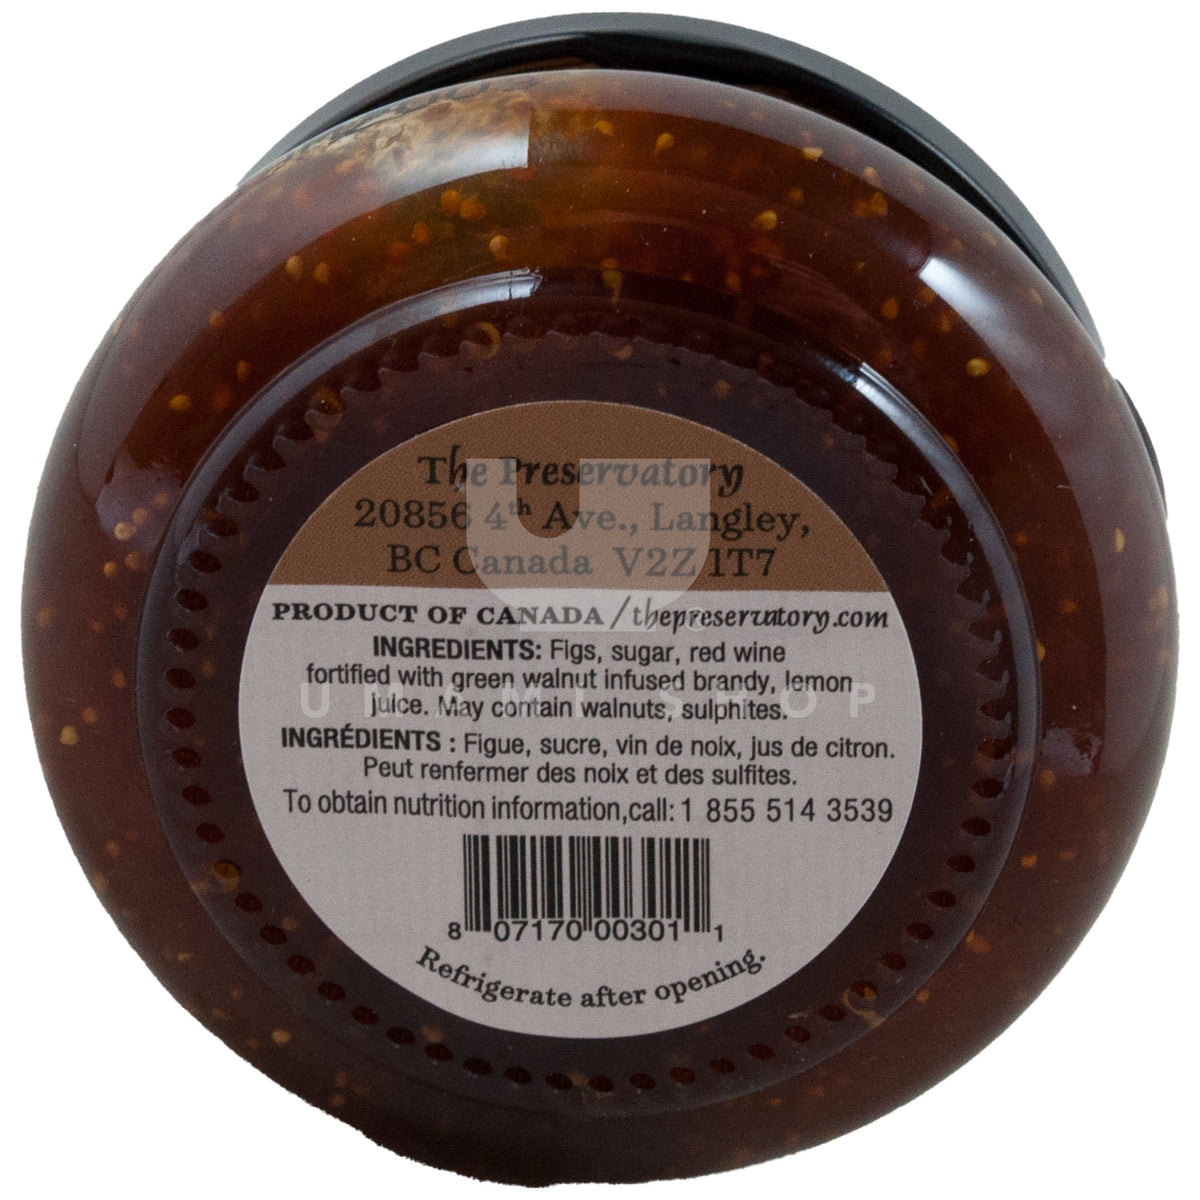 The Preservatory
20856 4th Ave., Langley,
BC Canada V2Z 1T7
PRODUCT OF CANADA / thepreservatory.com
INGREDIENTS: Figs, sugar, red wine
fortified with green walnut infused brandy, lemon
juice. May contain walnuts, sulphites.
UMAMI SHOP
INGRÉDIENTS : Figue, sucre, vin de noix, jus de citron.
Peut renfermer des noix et des sulfites.
To obtain nutrition information,call: 1 855 514 3539
8 07170 00301 1
Refrigerate after opening.